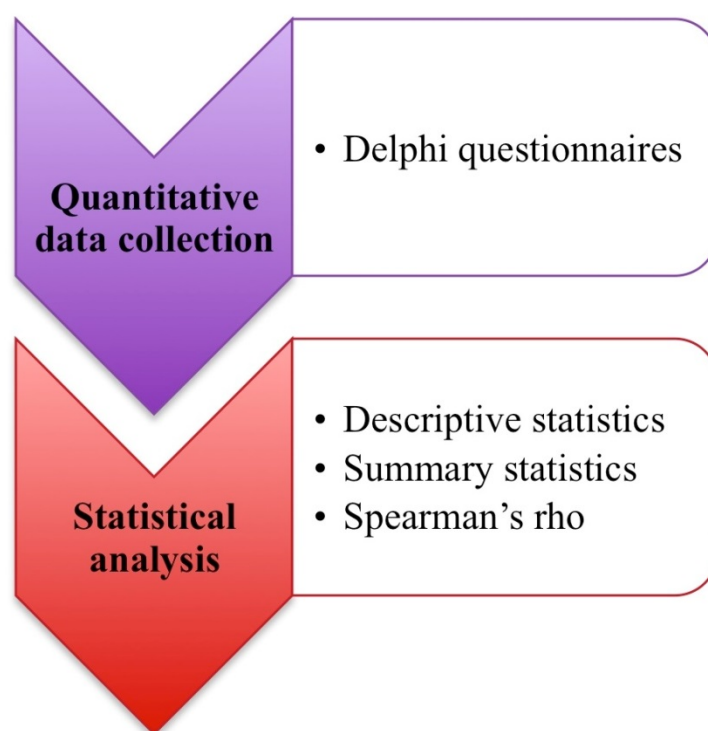 Quantitative
data collection
• Delphi questionnaires
Statistical
analysis
• Descriptive statistics
• Summary statistics
• Spearman’s rho